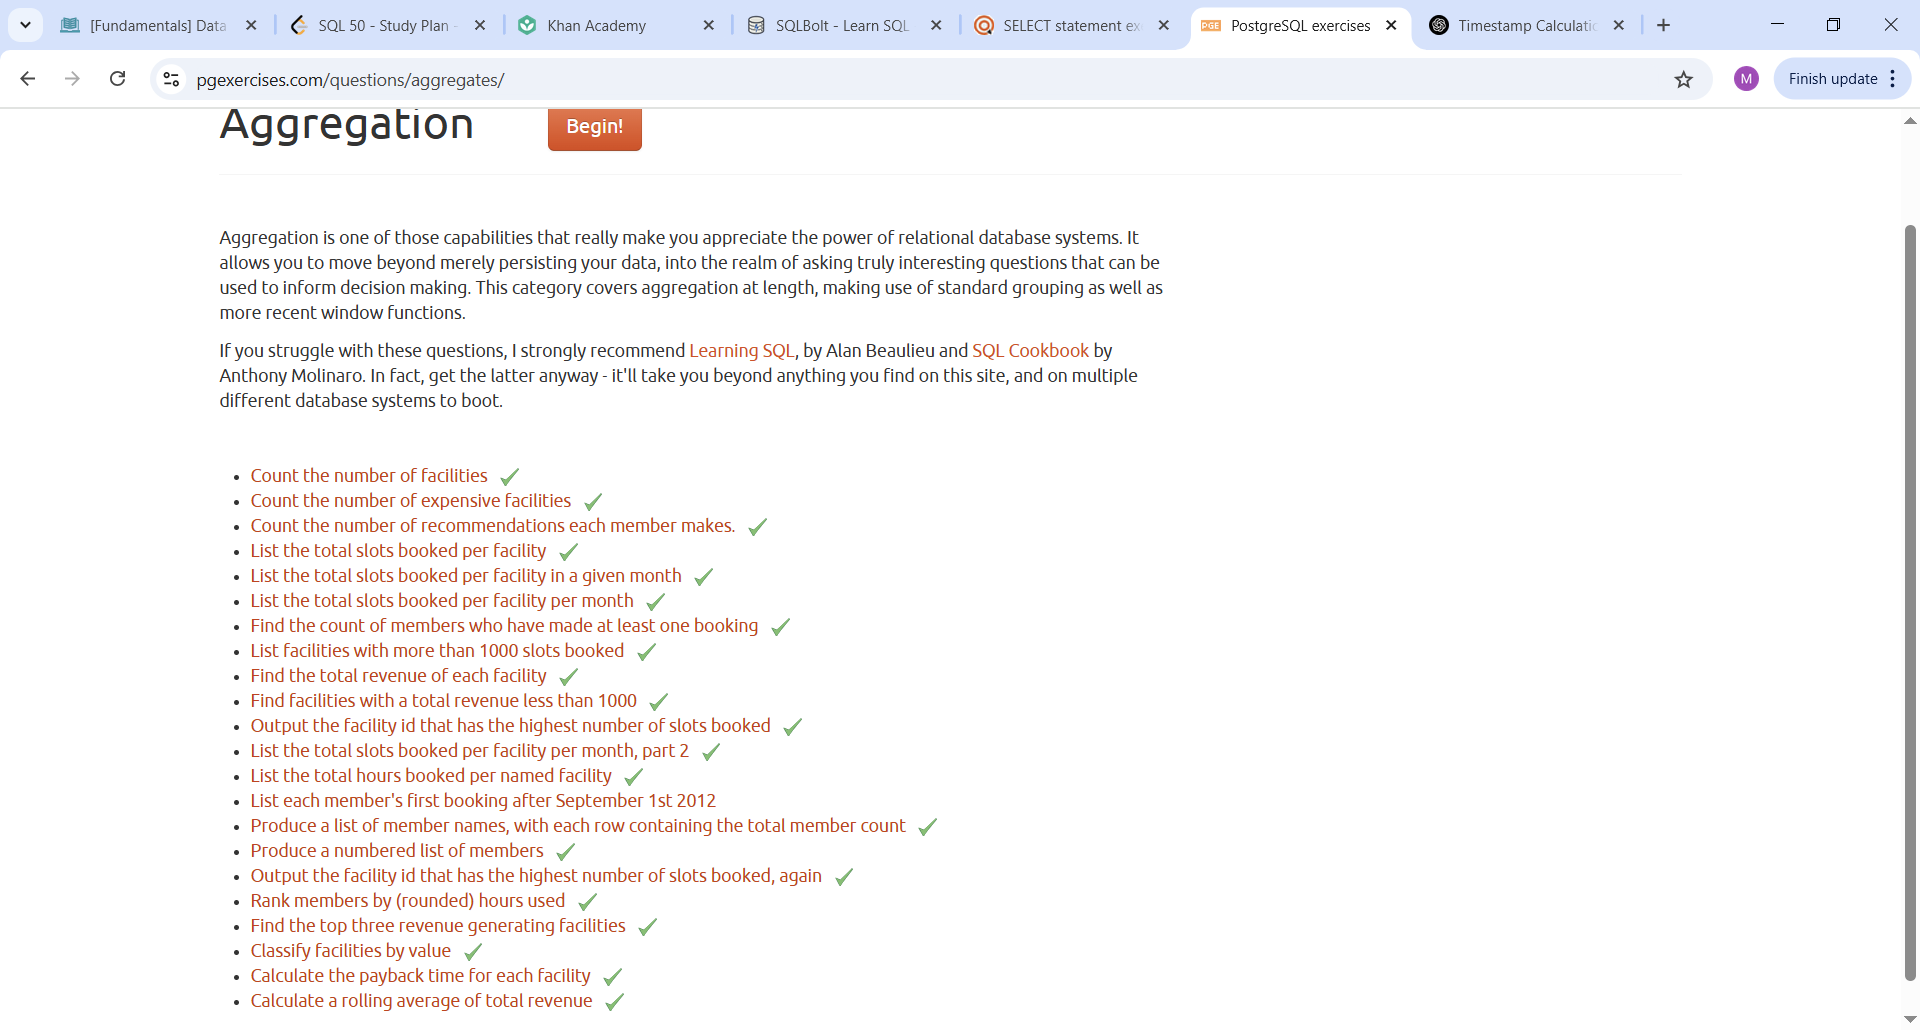 [Fundamentals] Data
SQL 50 - Study Plan -
Khan Academy
SQLBolt - Learn SQL
SELECT statement ex
PGE
PostgreSQL exercises
Timestamp Calculatio
pgexercises.com/questions/aggregates/
M
Finish update
Aggregation
Begin!
Aggregation is one of those capabilities that really make you appreciate the power of relational database systems. It
allows you to move beyond merely persisting your data, into the realm of asking truly interesting questions that can be
used to inform decision making. This category covers aggregation at length, making use of standard grouping as well as
more recent window functions.
If you struggle with these questions, I strongly recommend Learning SQL, by Alan Beaulieu and SQL Cookbook by
Anthony Molinaro. In fact, get the latter anyway - it'll take you beyond anything you find on this site, and on multiple
different database systems to boot.
Count the number of facilities
Count the number of expensive facilities
Count the number of recommendations each member makes.
List the total slots booked per facility
List the total slots booked per facility in a given month
List the total slots booked per facility per month
Find the count of members who have made at least one booking
List facilities with more than 1000 slots booked
Find the total revenue of each facility
Find facilities with a total revenue less than 1000
Output the facility id that has the highest number of slots booked
List the total slots booked per facility per month, part 2
List the total hours booked per named facility
List each member's first booking after September 1st 2012
Produce a list of member names, with each row containing the total member count
Produce a numbered list of members
Output the facility id that has the highest number of slots booked, again
Rank members by (rounded) hours used
Find the top three revenue generating facilities
Classify facilities by value
Calculate the payback time for each facility
Calculate a rolling average of total revenue